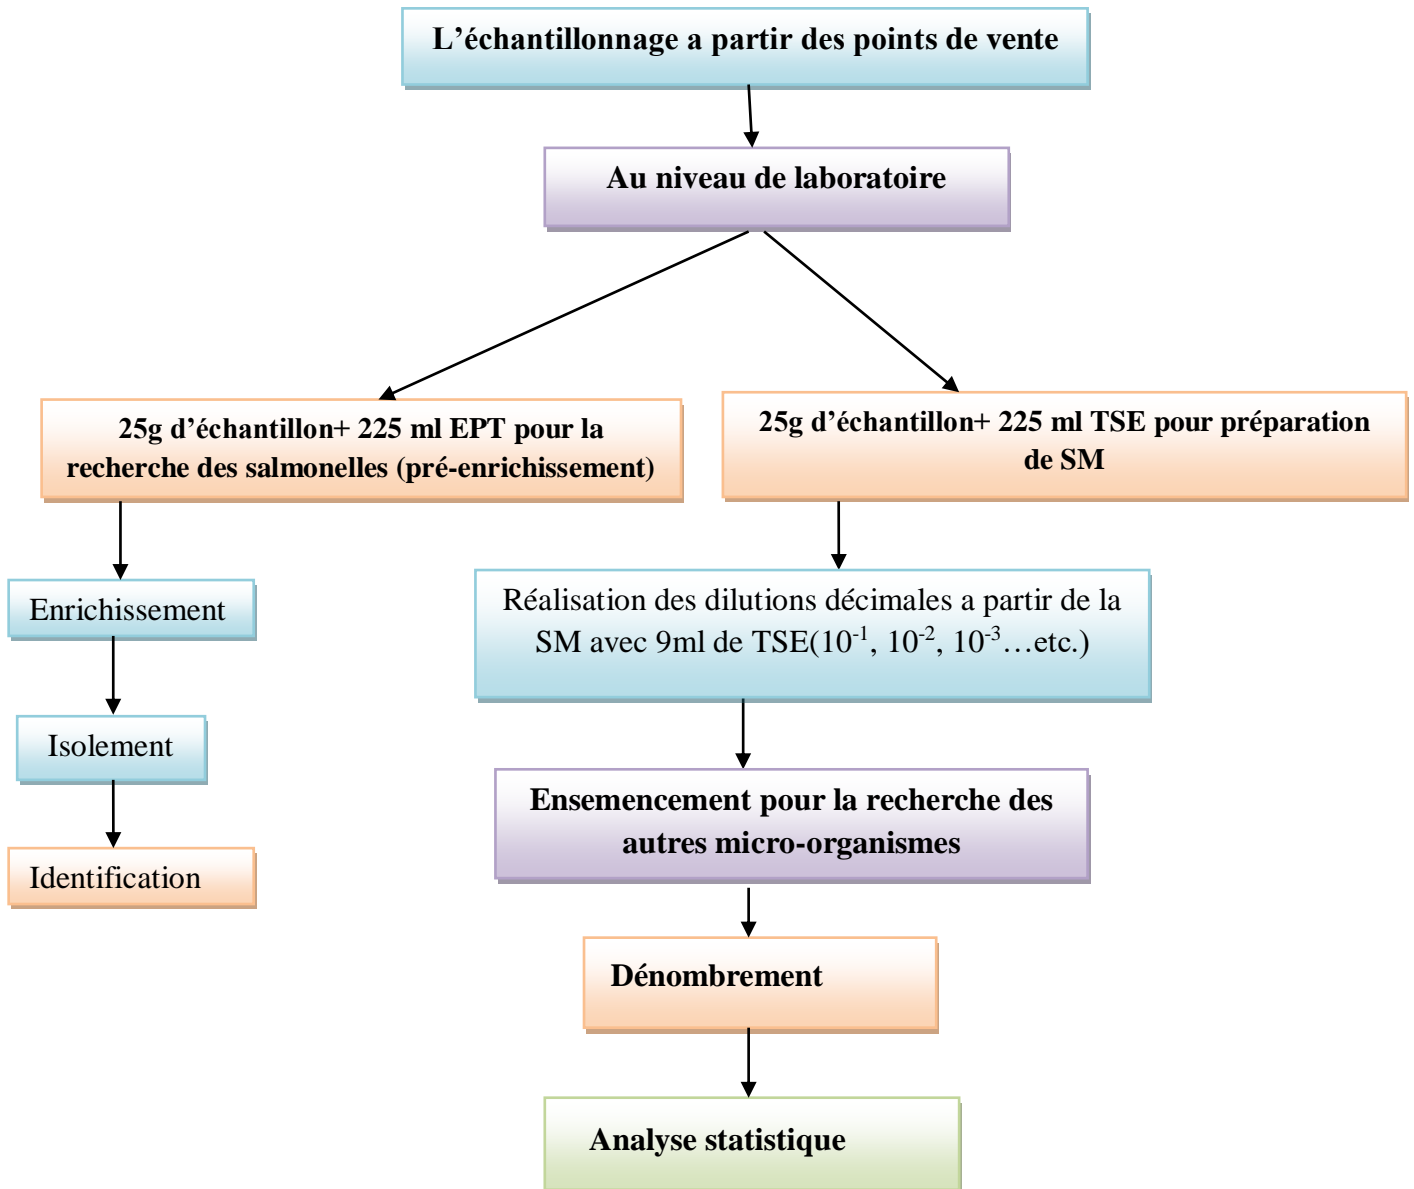 L’échantillonnage a partir des points de vente
Au niveau de laboratoire
25g d’échantillon+ 225 ml EPT pour la
recherche des salmonelles (pré-enrichissement)
25g d’échantillon+ 225 ml TSE pour préparation
de SM
Enrichissement
Isolement
Identification
Réalisation des dilutions décimales a partir de la
SM avec 9ml de TSE(10⁻¹, 10⁻², 10⁻³…etc.)
Ensemencement pour la recherche des
autres micro-organismes
Dénombrement
Analyse statistique